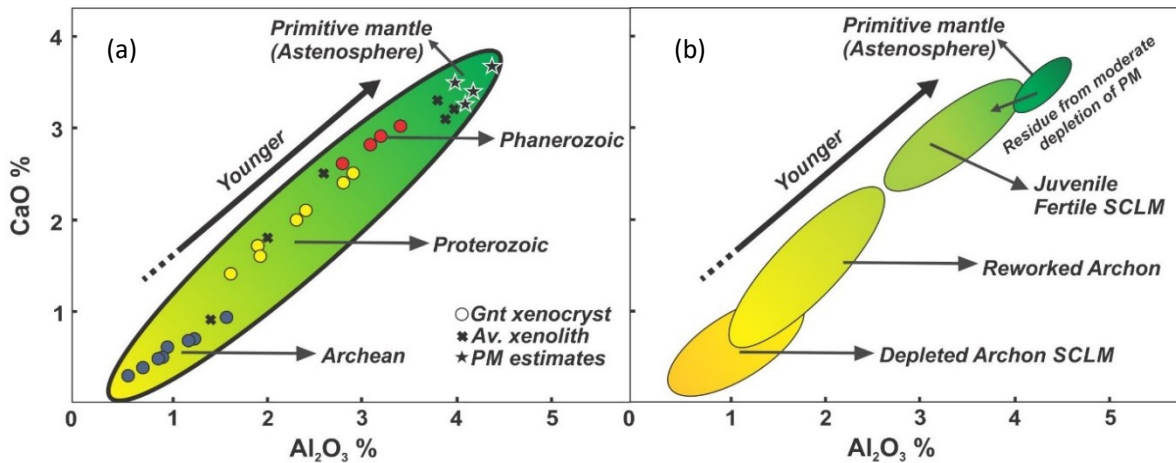 (a)
Primitive mantle
(Astenosphere)
Younger
Phanerozoic
Proterozoic
Archean
Gnt xenocryst
Av. xenolith
PM estimates
CaO %
4
3
2
1
0
1
2
3
4
5
Al₂O₃ %
(b)
Primitive mantle
(Astenosphere)
Younger
Residue from moderate
depletion of PM
Juvenile
Fertile SCLM
Reworked Archon
Depleted Archon SCLM
0
1
2
3
4
5
Al₂O₃ %